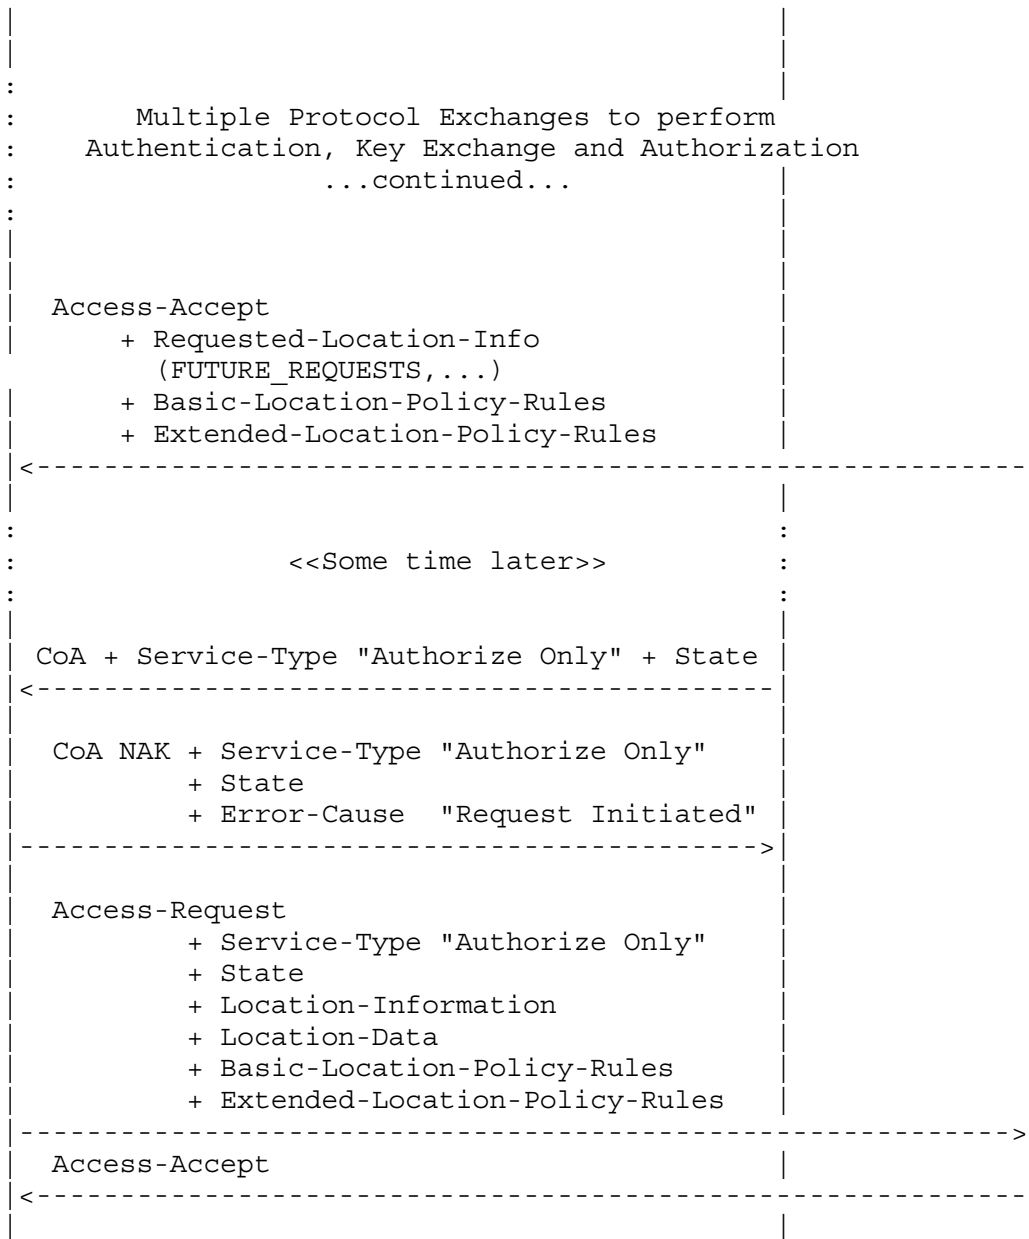 Multiple Protocol Exchanges to perform
Authentication, Key Exchange and Authorization
...continued...
Access-Accept
+ Requested-Location-Info
(FUTURE_REQUESTS,...)
+ Basic-Location-Policy-Rules
+ Extended-Location-Policy-Rules
<<Some time later>>
CoA + Service-Type "Authorize Only" + State
CoA NAK + Service-Type "Authorize Only"
+ State
+ Error-Cause  "Request Initiated"
Access-Request
+ Service-Type "Authorize Only"
+ State
+ Location-Information
+ Location-Data
+ Basic-Location-Policy-Rules
+ Extended-Location-Policy-Rules
Access-Accept